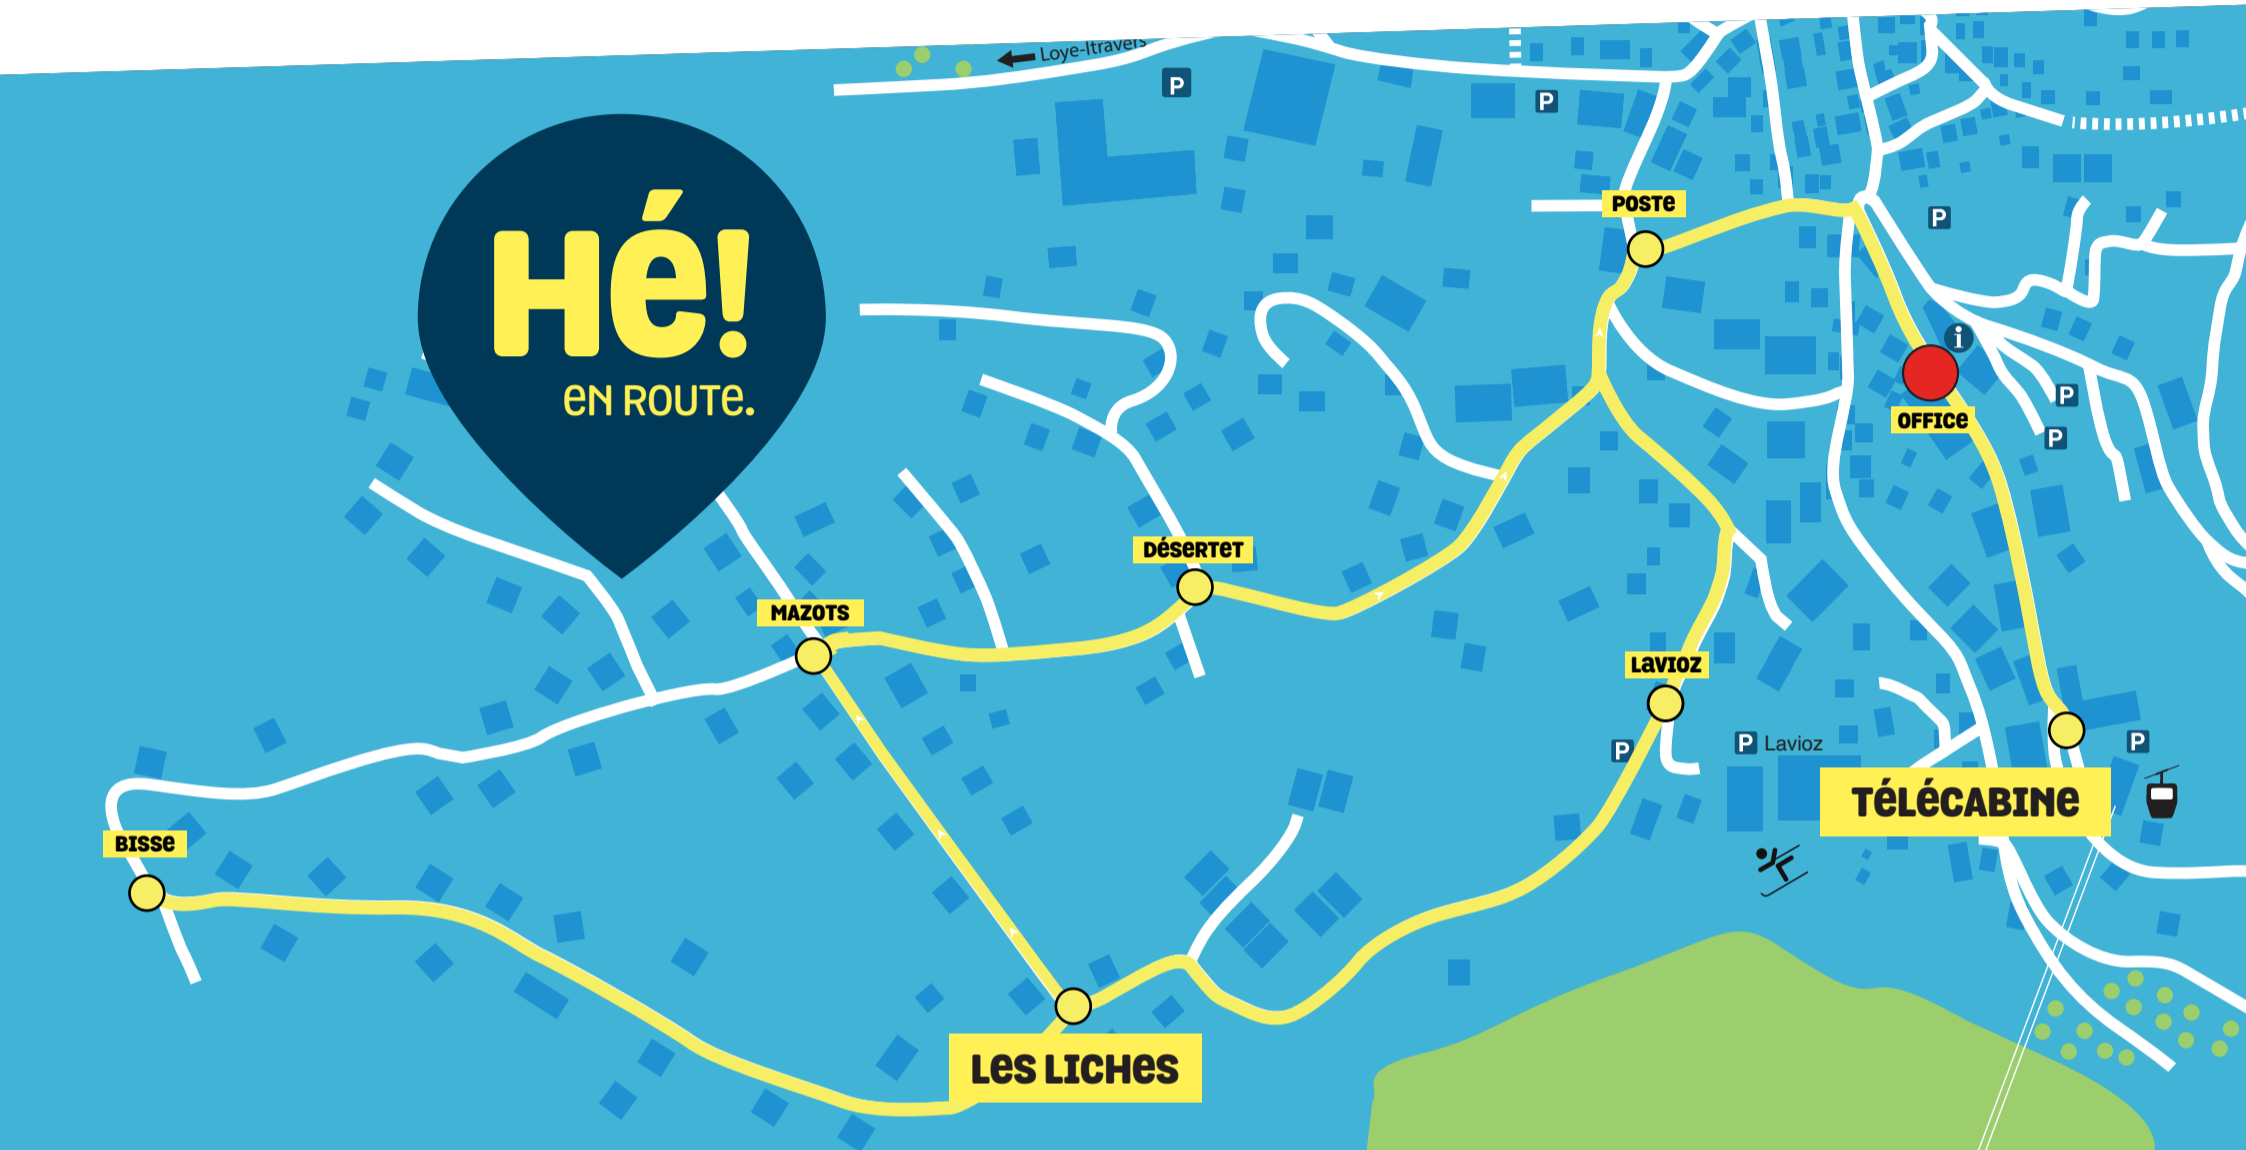 Loye-Itravers
P
P
Hé!
en route.
POSTE
P
i
OFFICE
P
P
DÉSERTET
MAZOTS
LAVIOZ
P
P Lavioz
P
TÉLÉCABINE
BISSE
LES LICHES